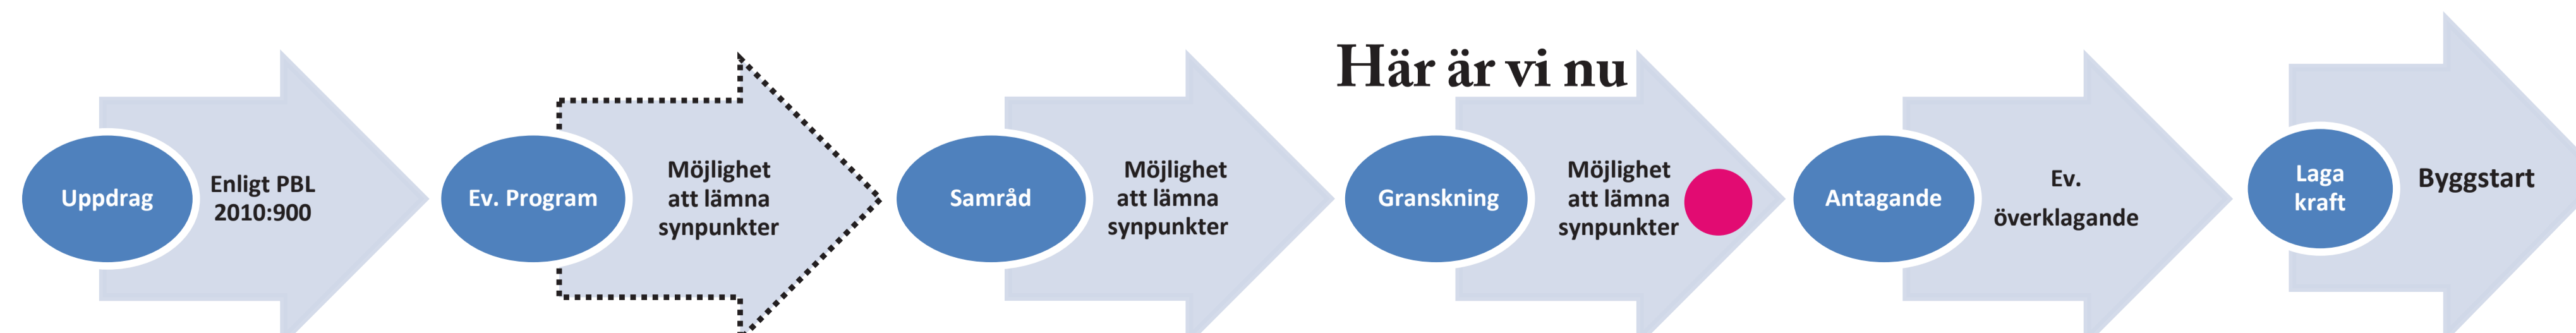 Här är vi nu
Uppdrag
Enligt PBL
2010:900
Ev. Program
Möjlighet
att lämna
synpunkter
Samråd
Möjlighet
att lämna
synpunkter
Granskning
Möjlighet
att lämna
synpunkter
Antagande
Ev.
överklagande
Laga
kraft
Byggstart